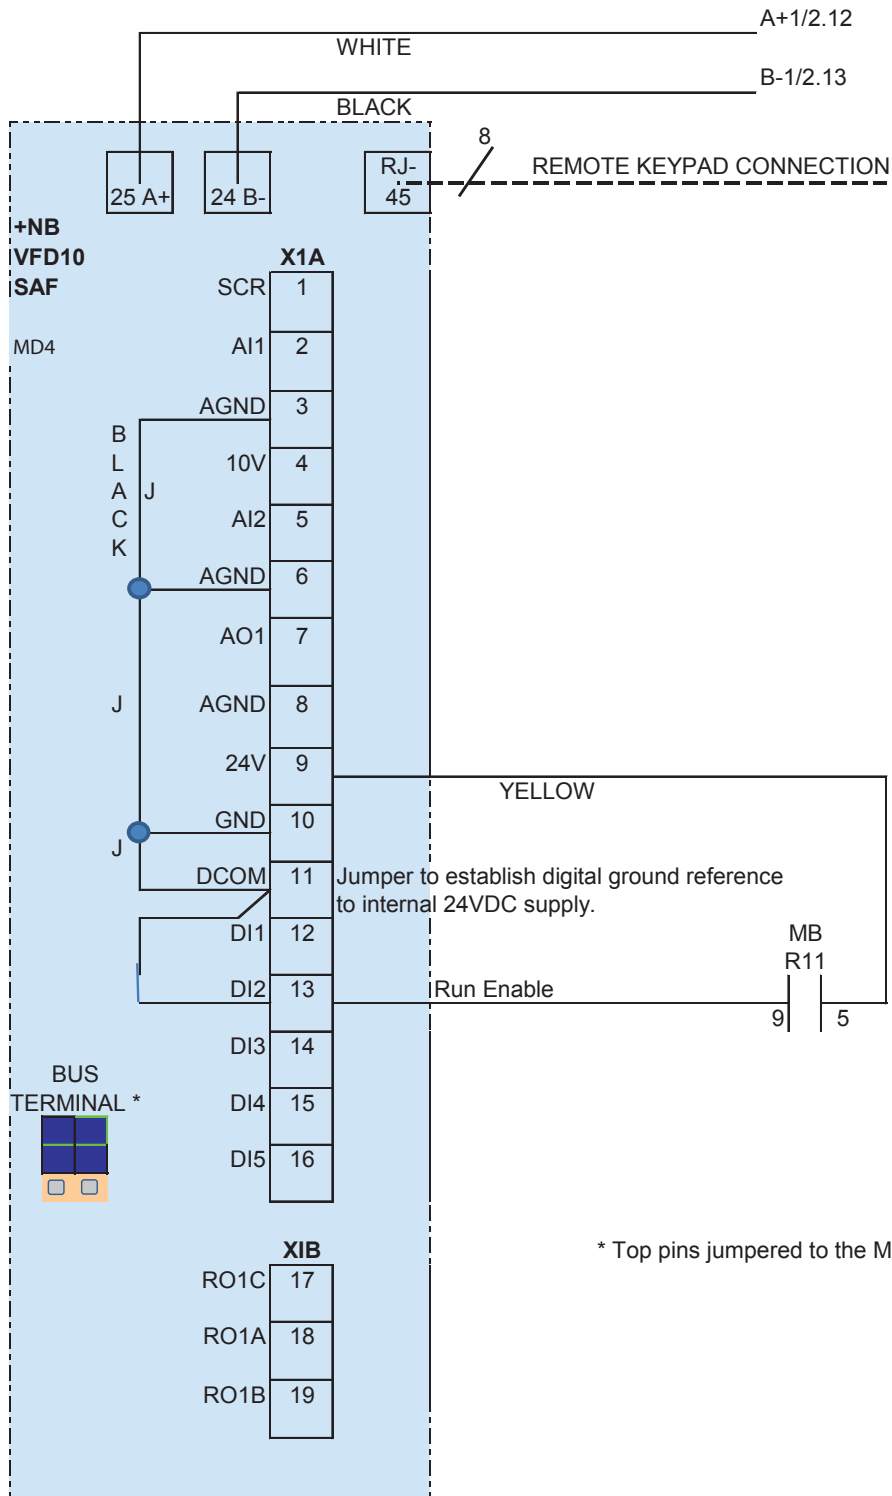 A+1/2.12
WHITE
B-1/2.13
BLACK
8
REMOTE KEYPAD CONNECTION
25 A+
24 B-
RJ-
45
+NB
VFD10
SAF
MD4
X1A
SCR 1
AI1 2
AGND 3
10V 4
AI2 5
AGND 6
AO1 7
AGND 8
24V 9
GND 10
DCOM 11
DI1 12
DI2 13
DI3 14
DI4 15
DI5 16
BLACK
J
J
J
YELLOW
Jumper to establish digital ground reference
to internal 24VDC supply.
MB
R11
Run Enable
9 5
BUS
TERMINAL *
* Top pins jumpered to the M
XIB
RO1C 17
RO1A 18
RO1B 19